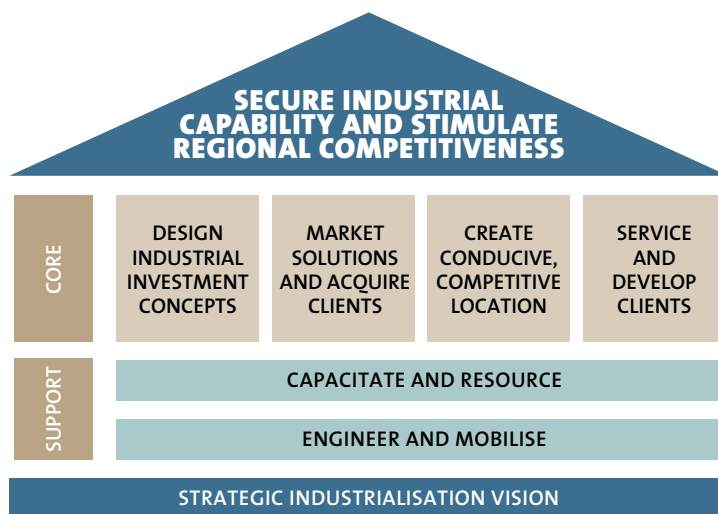 SECURE INDUSTRIAL
CAPABILITY AND STIMULATE
REGIONAL COMPETITIVENESS
CORE
DESIGN
INDUSTRIAL
INVESTMENT
CONCEPTS
MARKET
SOLUTIONS
AND ACQUIRE
CLIENTS
CREATE
CONDUCIVE,
COMPETITIVE
LOCATION
SERVICE
AND
DEVELOP
CLIENTS
SUPPORT
CAPACITATE AND RESOURCE
ENGINEER AND MOBILISE
STRATEGIC INDUSTRIALISATION VISION